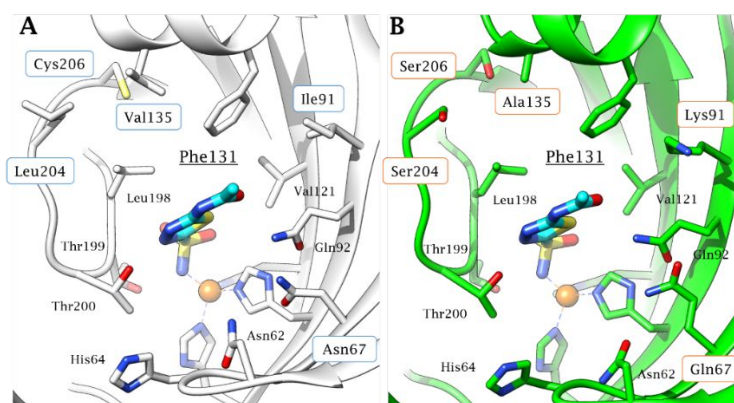 A
Cys206
Val135
Ile91
Phe131
Leu204
Leu198
Val121
Gln92
Thr199
Thr200
Asn62
Asn67
His64
B
Ser206
Ala135
Lys91
Phe131
Ser204
Leu198
Val121
Gln92
Thr199
Thr200
His64
Asn62
Gln67